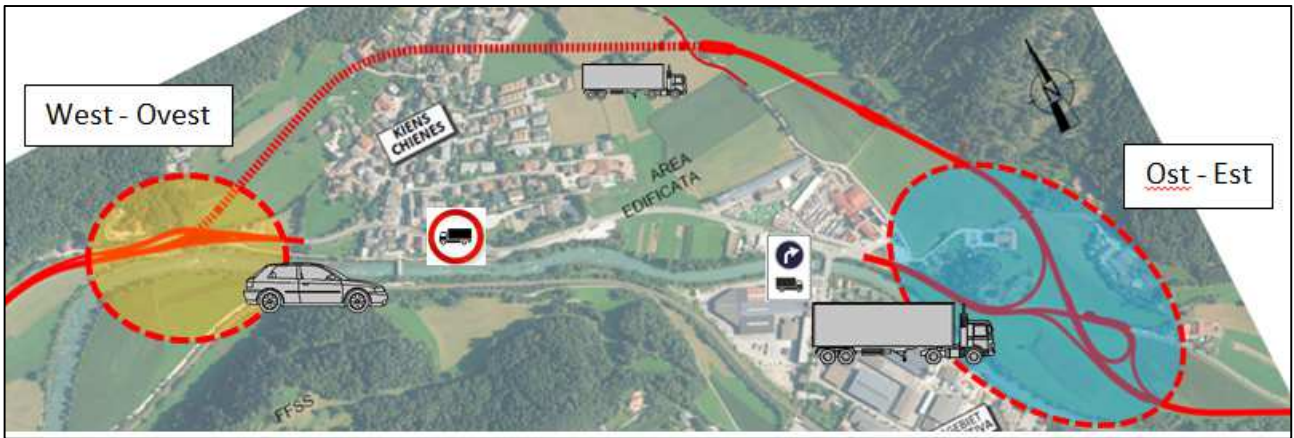 West - Ovest
KIENS
CHIENES
AREA
EDIFICATA
Ost - Est
N
FFSS